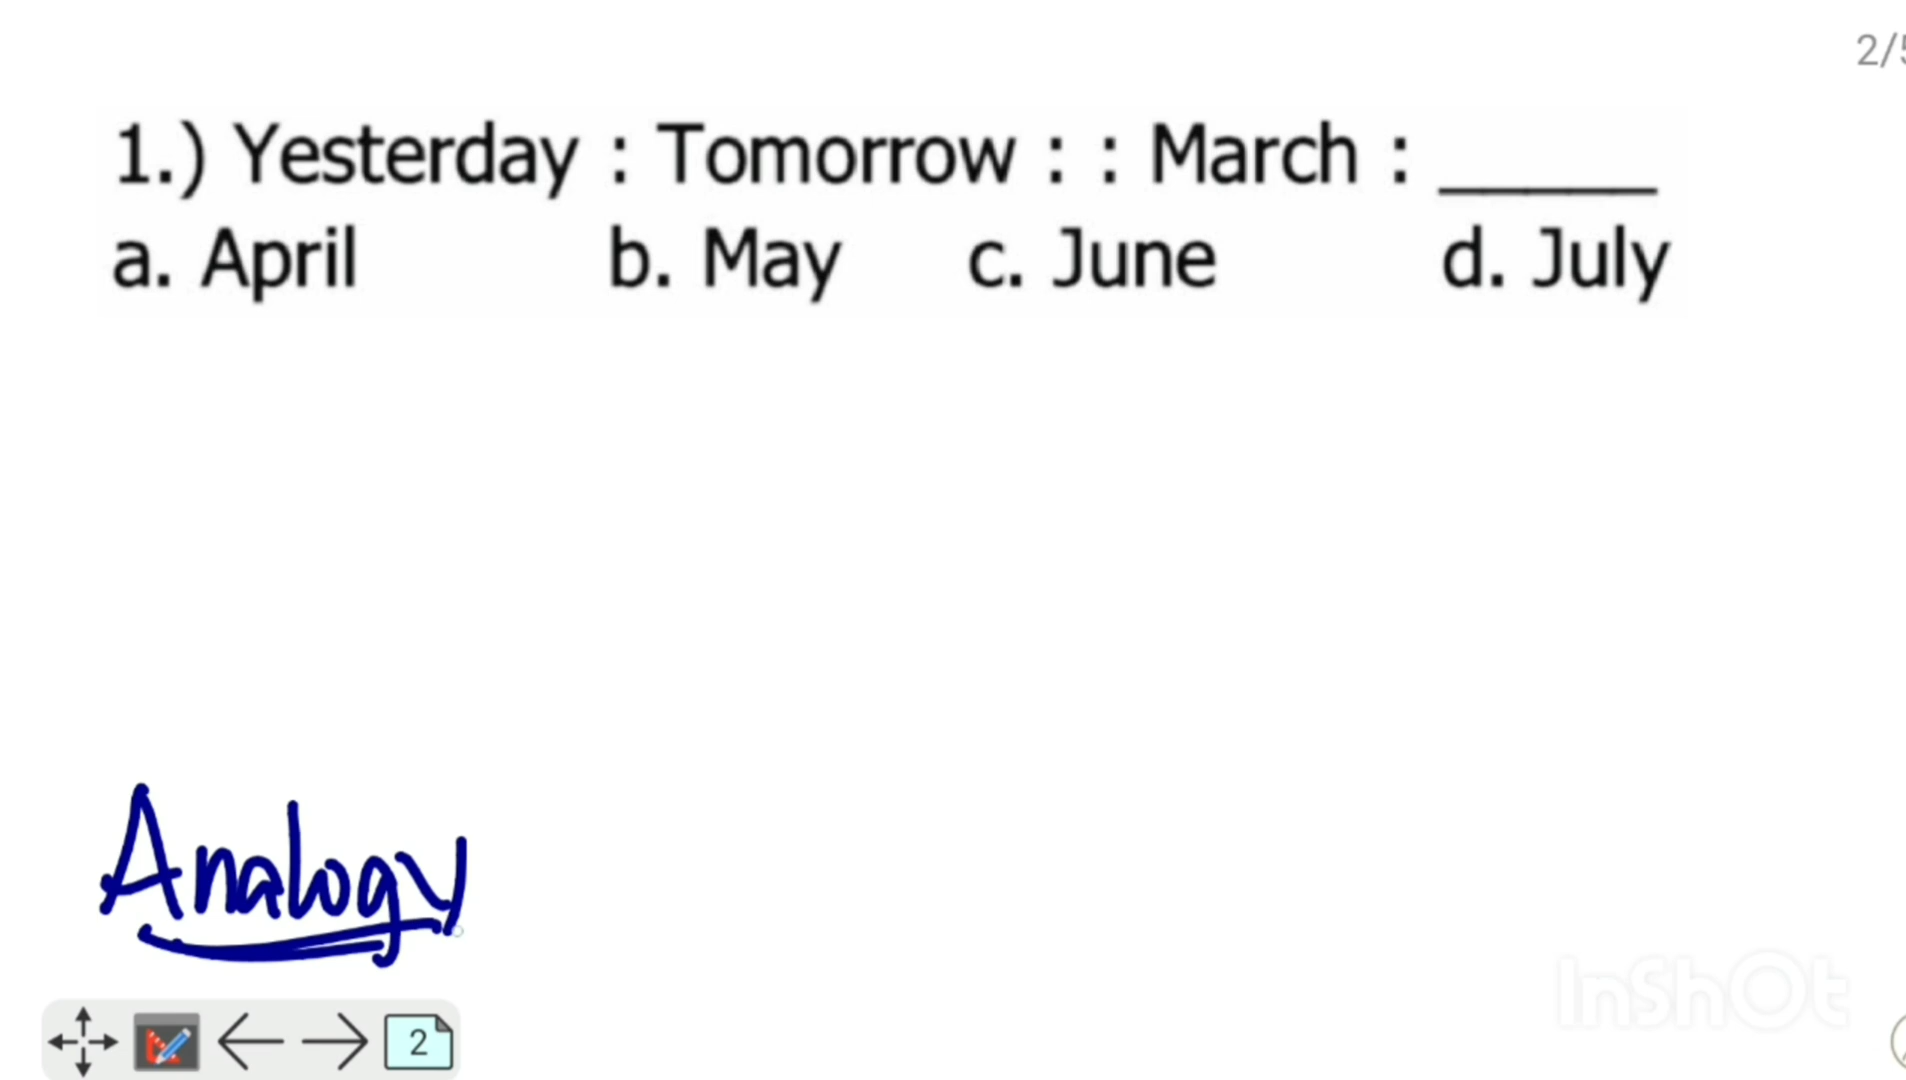 2/5
1.) Yesterday : Tomorrow : : March : ______
a. April b. May c. June d. July
Analogy
2
InShOt